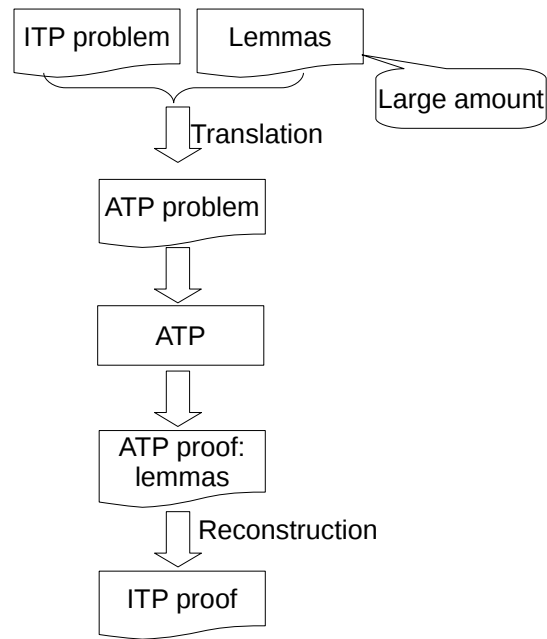 ITP problem
Lemmas
Large amount
Translation
ATP problem
ATP
ATP proof:
lemmas
Reconstruction
ITP proof